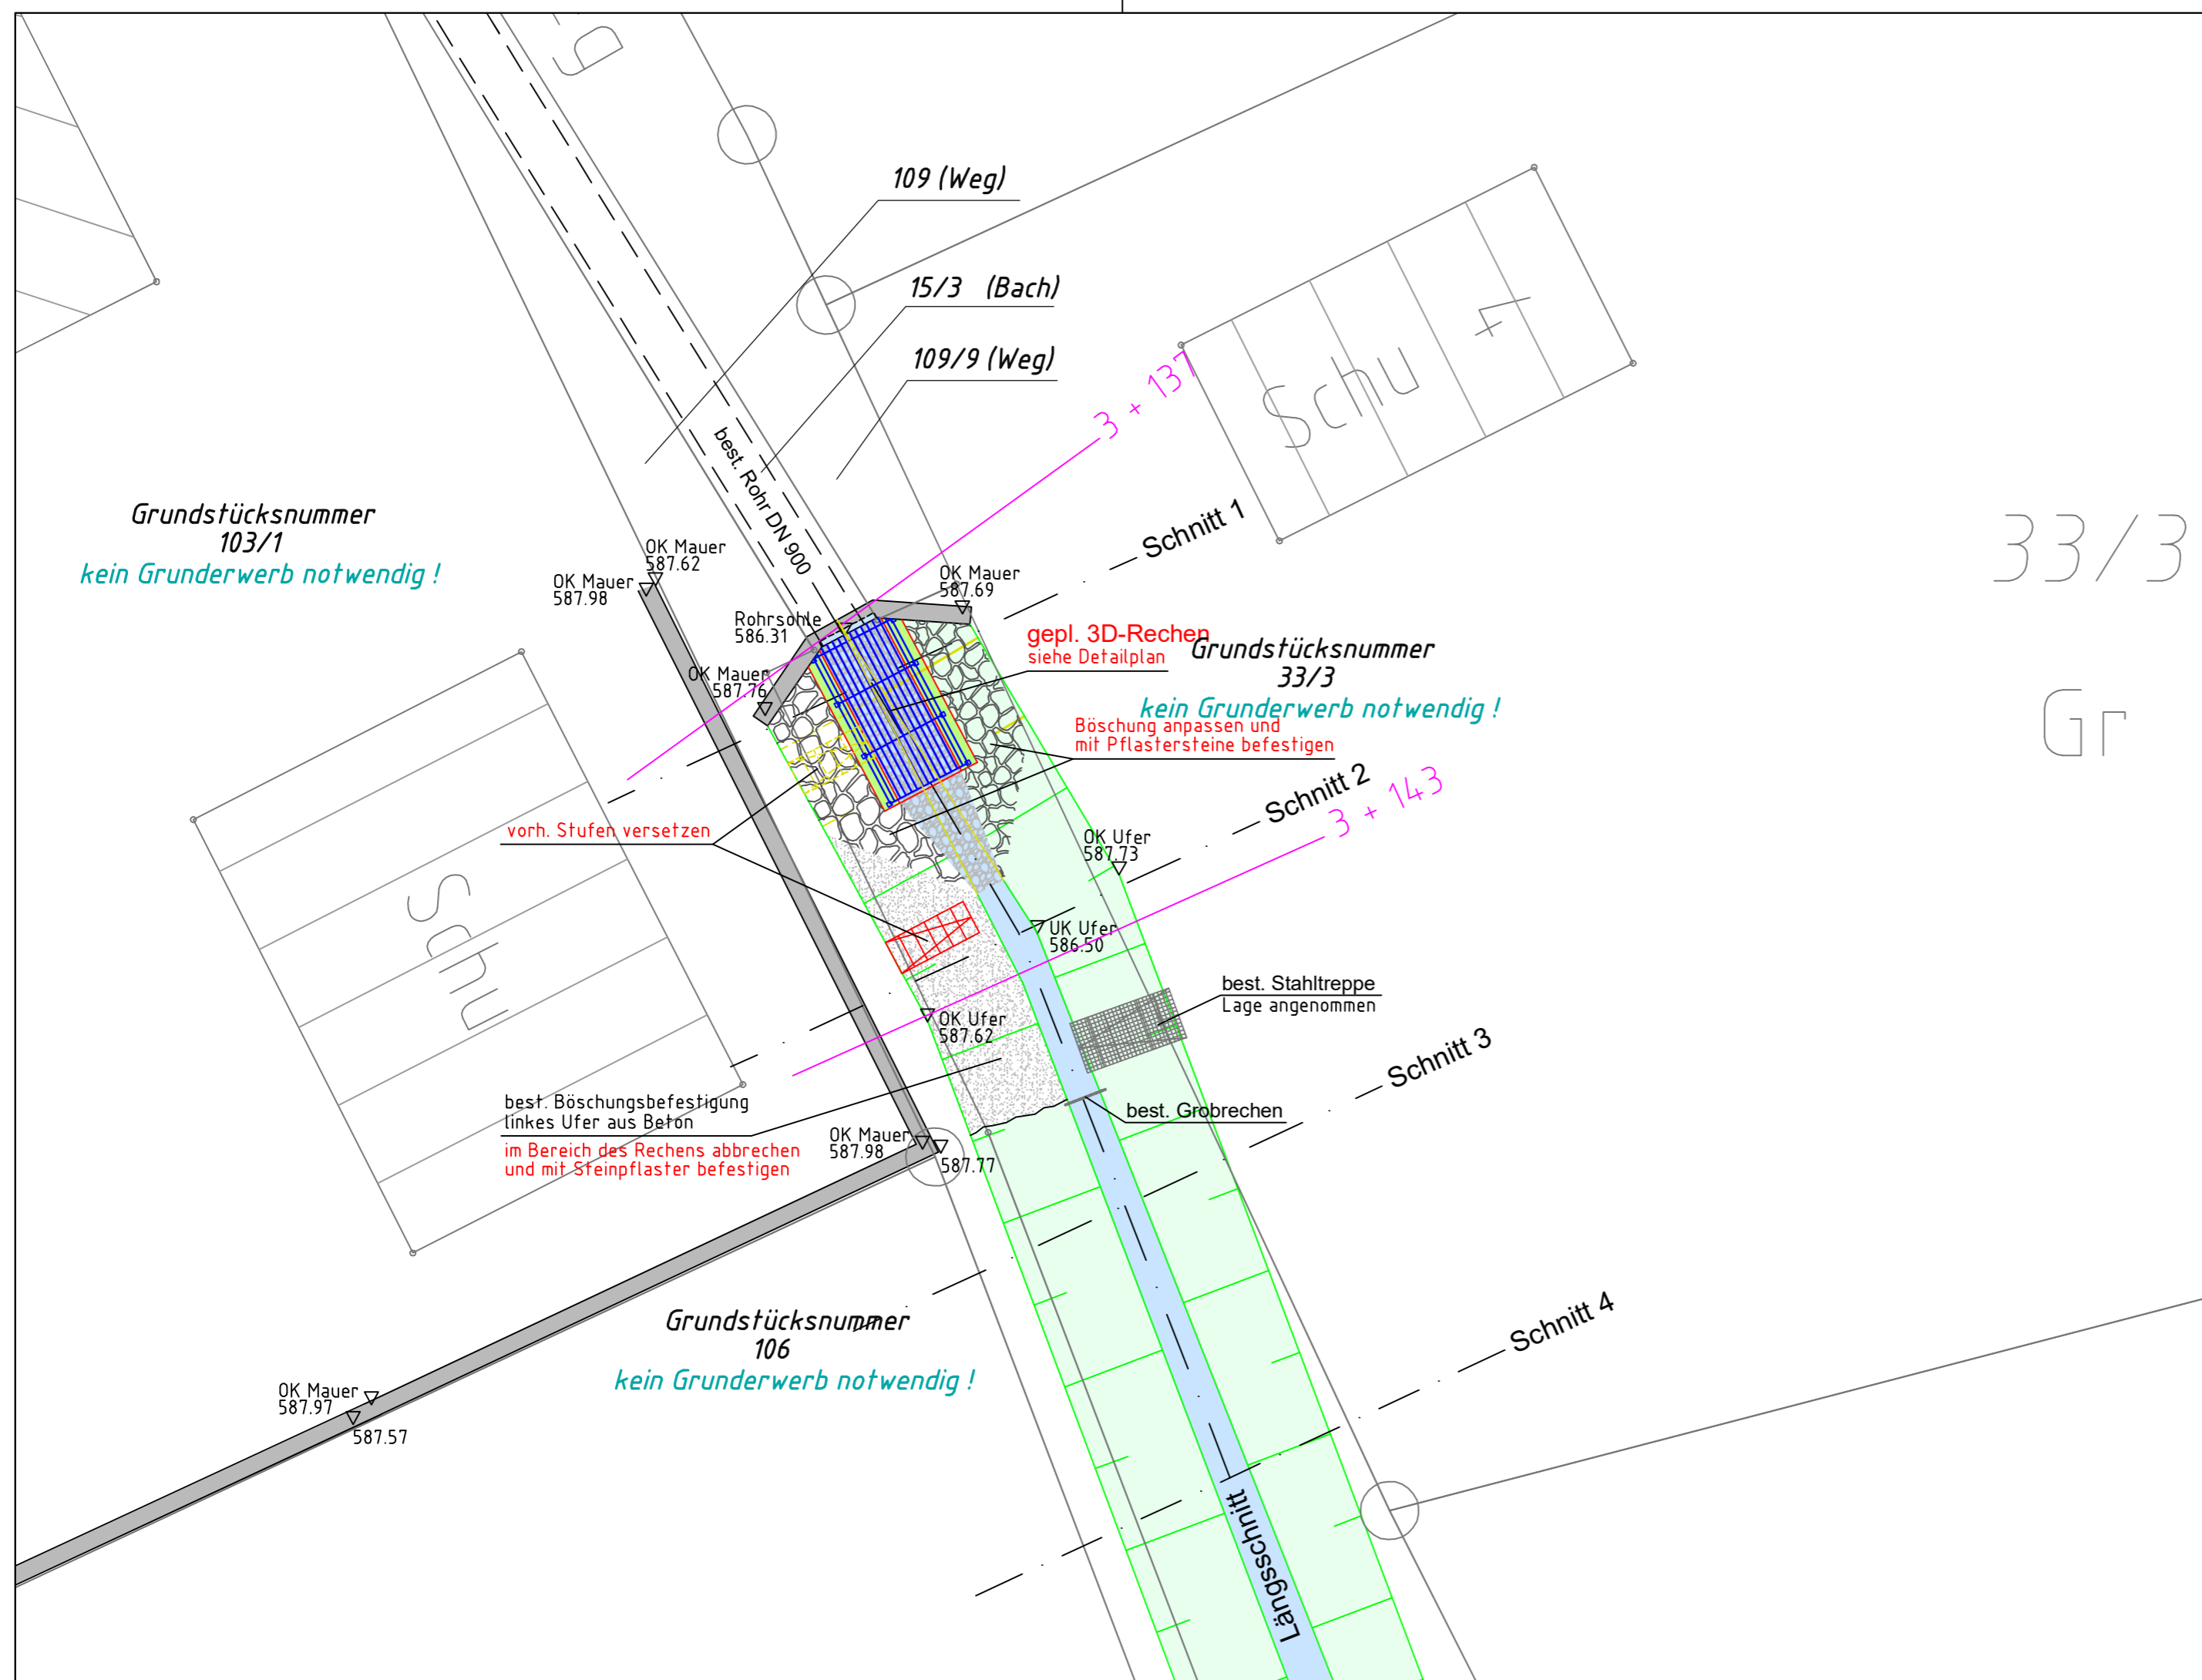 109 (Weg)
15/3 (Bach)
109/9 (Weg)
3 + 137
Schu
best. Rohr DN 900
Schnitt 1
33/3
Gr
Grundstücksnummer
103/1
kein Grunderwerb notwendig !
OK Mauer
587.62
OK Mauer
587.98
OK Mauer
587.69
Rohrsohle
586.31
OK Mauer
587.76
gepl. 3D-Rechen
siehe Detailplan
Grundstücksnummer
33/3
kein Grunderwerb notwendig !
Böschung anpassen und
mit Pflastersteine befestigen
Schnitt 2
3 + 143
vorh. Stufen versetzen
OK Ufer
587.73
UK Ufer
586.50
Schu
best. Stahltreppe
Lage angenommen
OK Ufer
587.62
Schnitt 3
best. Böschungsbefestigung
linkes Ufer aus Beton
im Bereich des Rechens abbrechen
und mit Steinpflaster befestigen
best. Grobrechen
OK Mauer
587.98
587.77
Grundstücksnummer
106
kein Grunderwerb notwendig !
Schnitt 4
OK Mauer
587.97
587.57
Längsschnitt